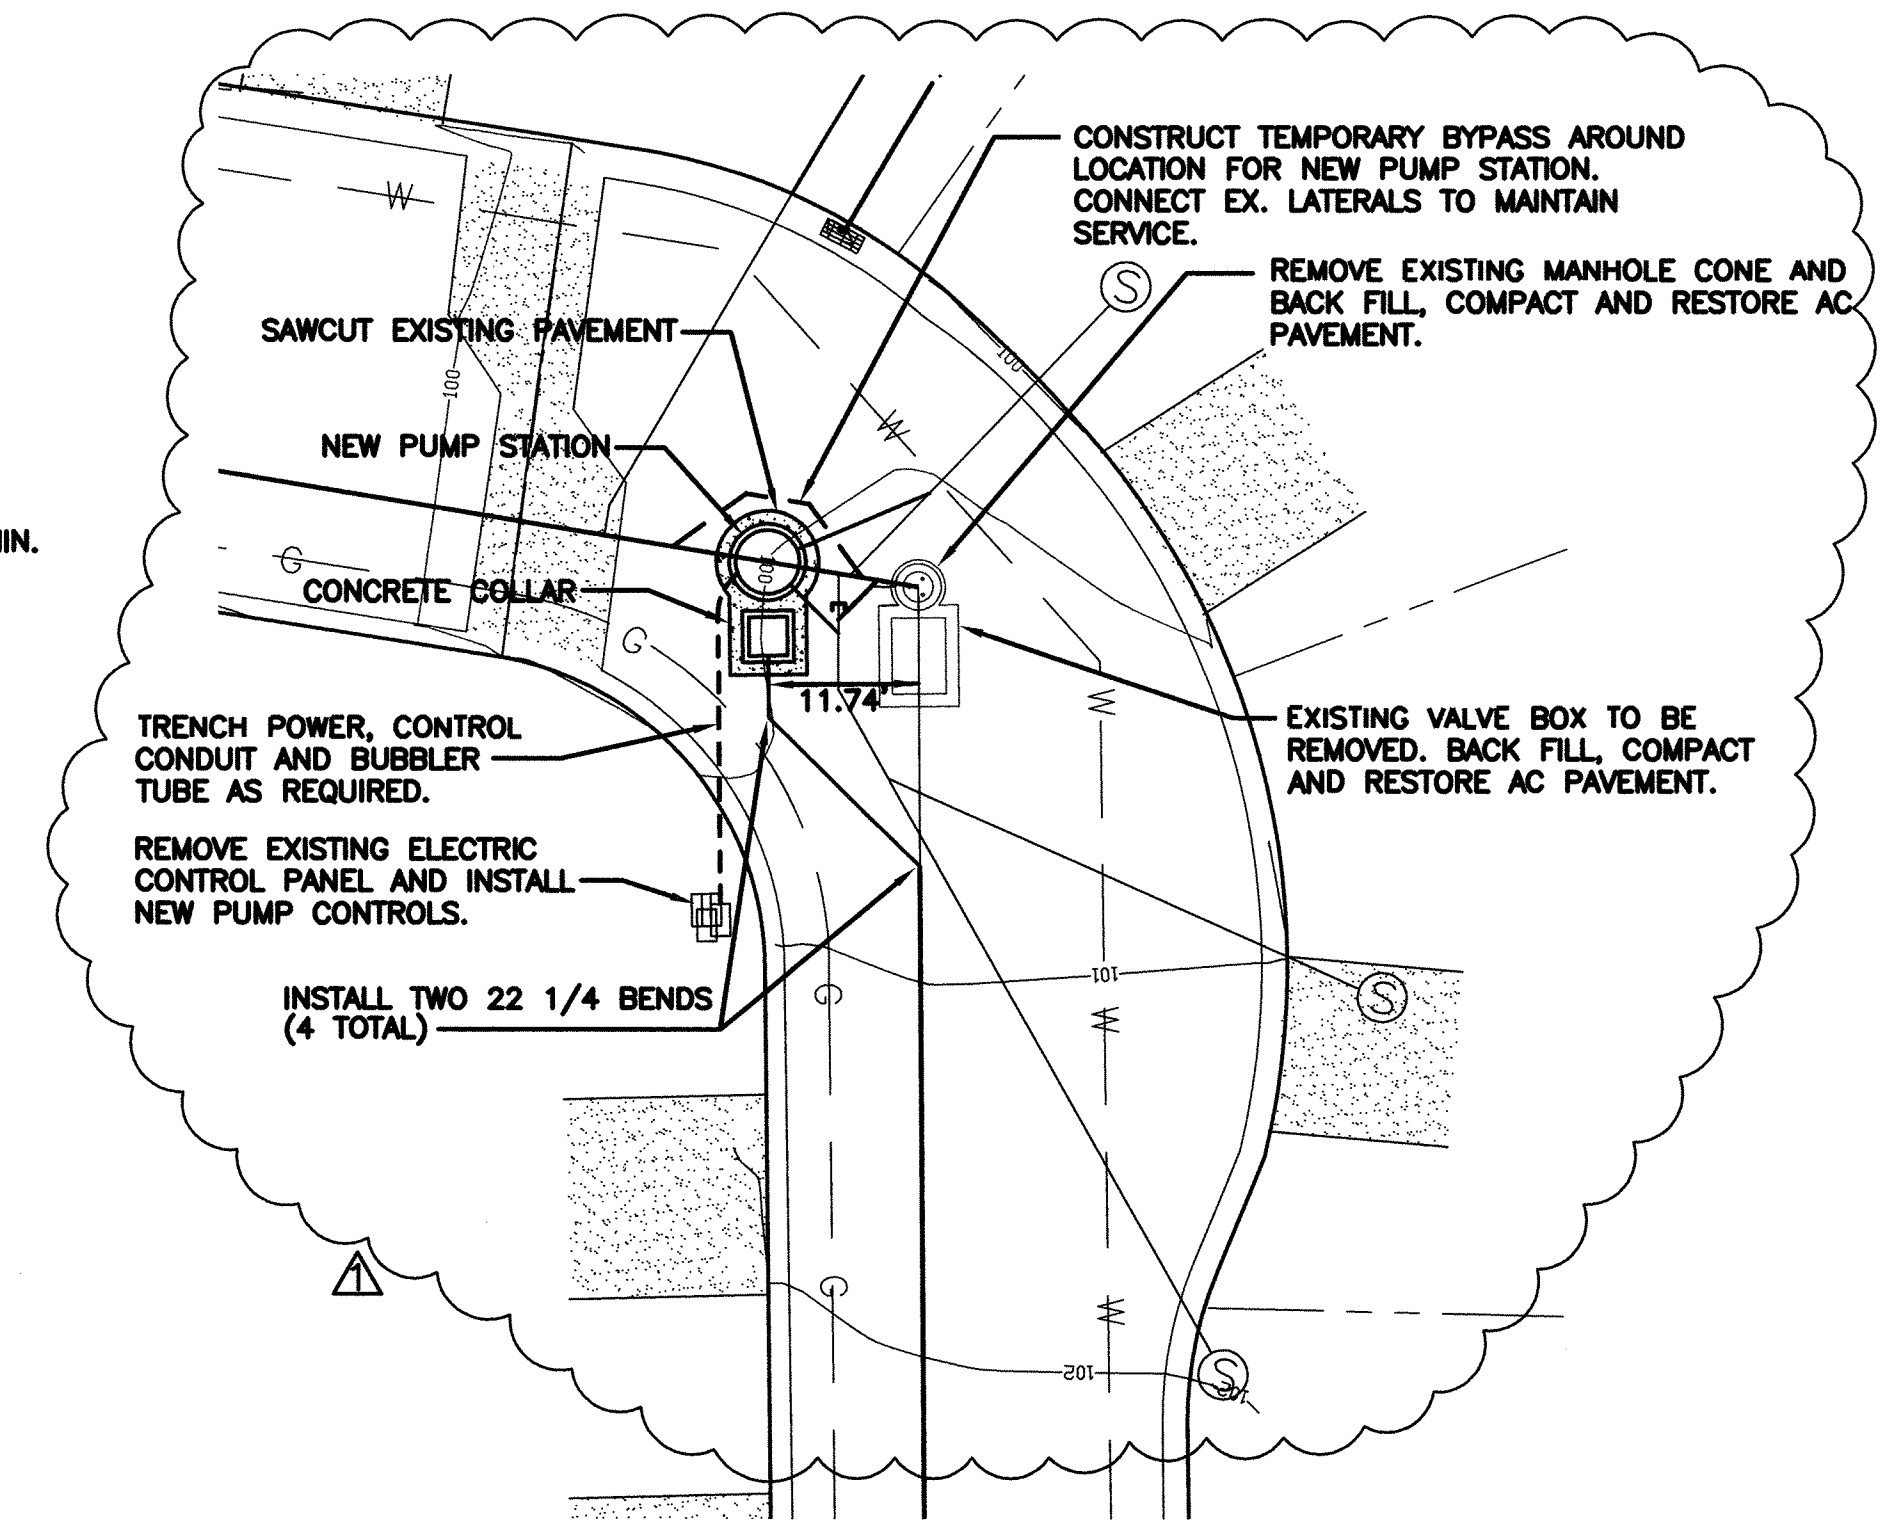 CONSTRUCT TEMPORARY BYPASS AROUND
LOCATION FOR NEW PUMP STATION.
CONNECT EX. LATERALS TO MAINTAIN
SERVICE.
W
S
REMOVE EXISTING MANHOLE CONE AND
BACK FILL, COMPACT AND RESTORE AC
PAVEMENT.
SAWCUT EXISTING PAVEMENT
100
100
W
NEW PUMP STATION
G
100
CONCRETE COLLAR
G
11.74'
W
EXISTING VALVE BOX TO BE
REMOVED. BACK FILL, COMPACT
AND RESTORE AC PAVEMENT.
TRENCH POWER, CONTROL
CONDUIT AND BUBBLER
TUBE AS REQUIRED.
REMOVE EXISTING ELECTRIC
CONTROL PANEL AND INSTALL
NEW PUMP CONTROLS.
101
G
S
W
INSTALL TWO 22 1/4 BENDS
(4 TOTAL)
1
G
W
102
S
102